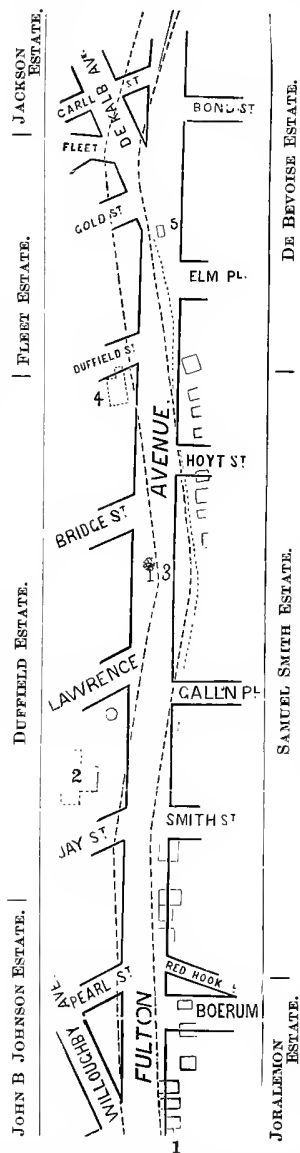 JACKSON
ESTATE.
FLEET ESTATE.
DUFFIELD ESTATE.
JOHN B JOHNSON ESTATE.
CARLL ST
DE KALB AVE.
FLEET
GOLD ST
DUFFIELD ST
4
BRIDGE ST
LAWRENCE
2
JAY ST
PEARL ST
WILLOUGHBY AVE.
FULTON AVENUE
1 3
5
BOND ST
ELM PL.
HOYT ST
GALL'N PL
SMITH ST
RED HOOK L
BOERUM
1
DE BEVOISE ESTATE.
SAMUEL SMITH ESTATE.
JORALEMON
ESTATE.